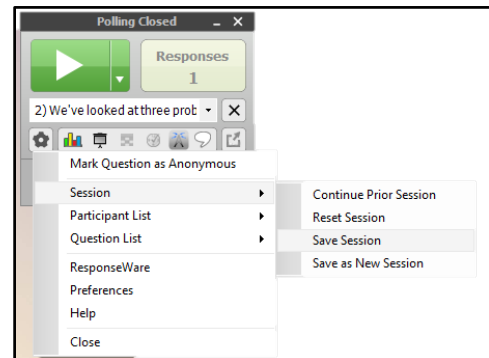 Polling Closed
Responses
1
2) We've looked at three prob
Mark Question as Anonymous
Session
Participant List
Question List
ResponseWare
Preferences
Help
Close
Continue Prior Session
Reset Session
Save Session
Save as New Session